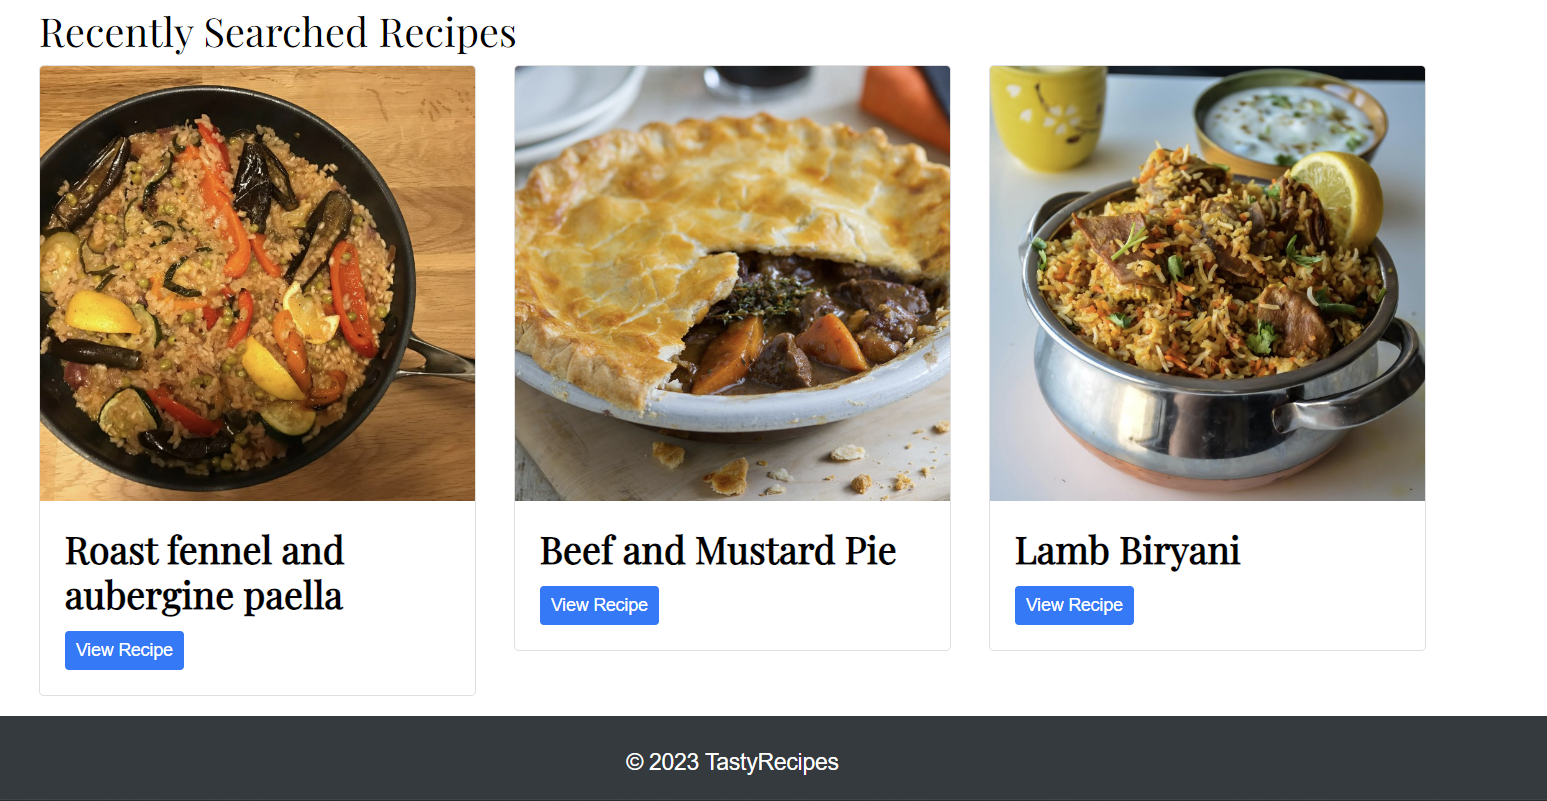 Recently Searched Recipes
Roast fennel and
aubergine paella
View Recipe
Beef and Mustard Pie
View Recipe
Lamb Biryani
View Recipe
© 2023 TastyRecipes